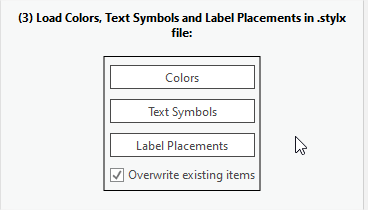 (3) Load Colors, Text Symbols and Label Placements in .stylx
file:
Colors
Text Symbols
Label Placements
Overwrite existing items